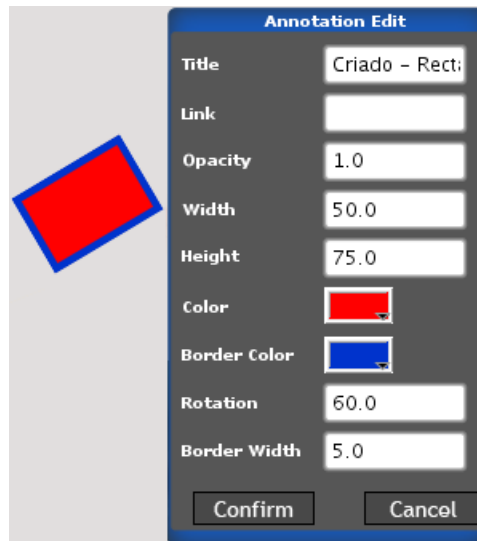 Annotation Edit
Title Criado – Recta
Link
Opacity 1.0
Width 50.0
Height 75.0
Color
Border Color
Rotation 60.0
Border Width 5.0
Confirm Cancel